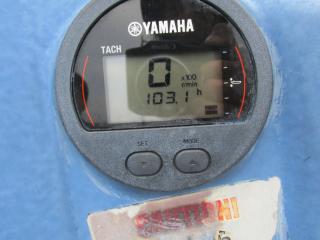 YAMAHA
TACH
0
x100
r/min
103.1 h
SET
MODE